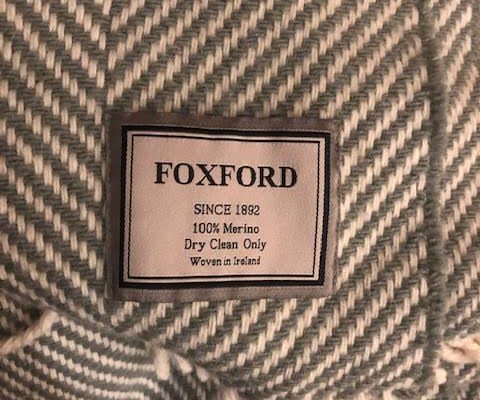 FOXFORD
SINCE 1892
100% Merino
Dry Clean Only
Woven in Ireland